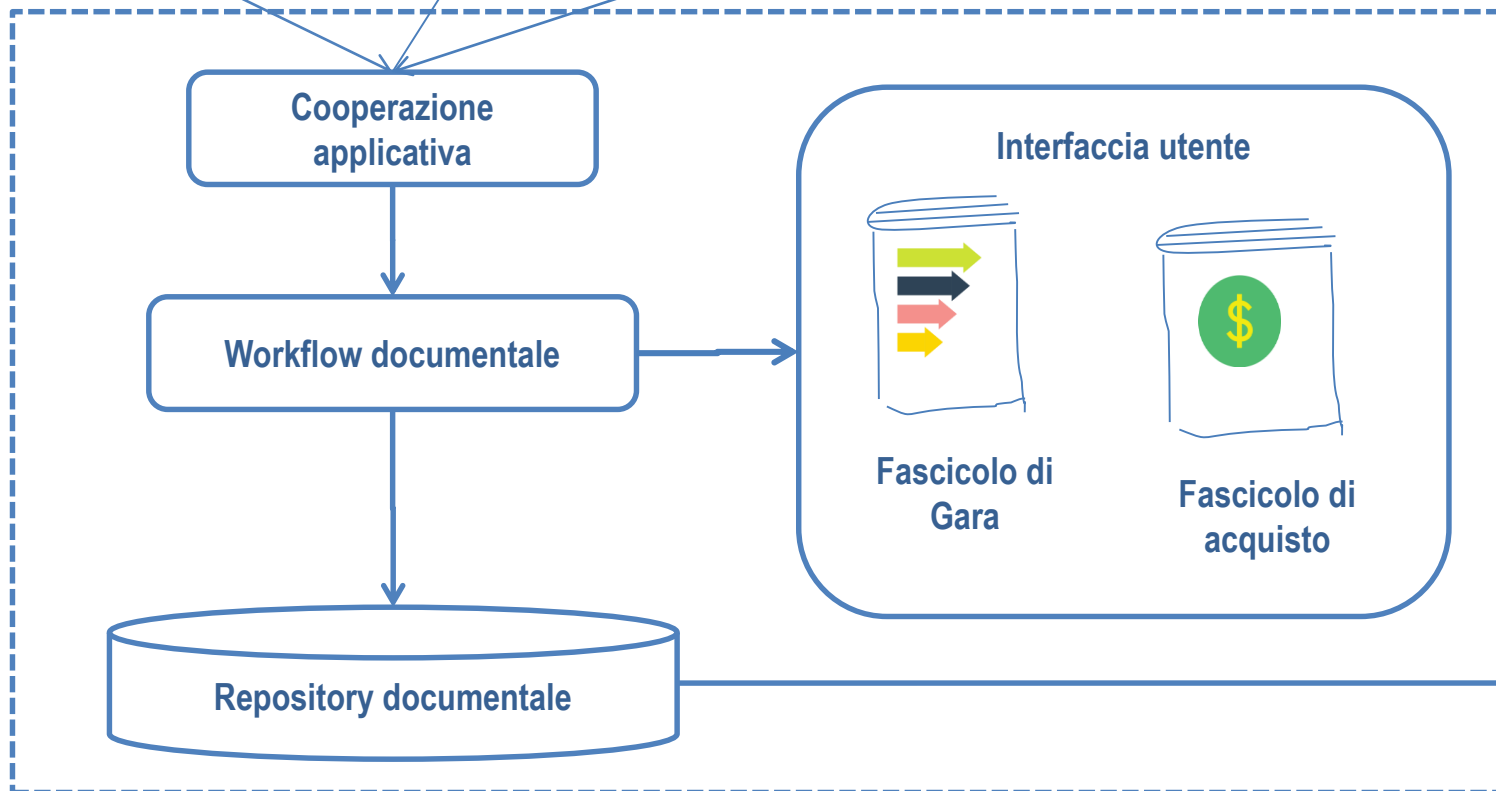 Cooperazione
applicativa
Interfaccia utente
$
Workflow documentale
Fascicolo di
Gara
Fascicolo di
acquisto
Repository documentale